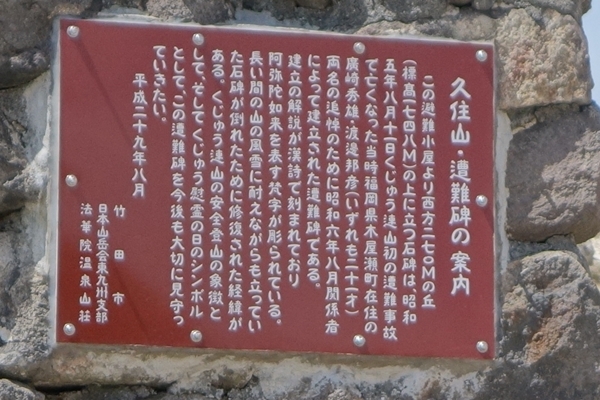 久住山・遭難碑の案内
この避難小屋より西方二七〇Mの丘
(標高一七四八M)の上に立つ石碑は、昭和
五年八月十一日くじゅう連山初の遭難事故
で亡くなった当時福岡県木屋瀬町在住の
廣崎秀雄、渡邊邦彦(いずれも二十一才)
両名の追悼のために昭和六年八月関係者
によって建立された遭難碑である。
建立の解説が漢詩で刻まれており
阿弥陀如来を表す梵字が彫られている。
長い間の山の風雪に耐えながらも立ってい
た石碑が倒れたために修復された経緯が
ある。くじゅう連山の安全登山の象徴と
して、そしてくじゅう慰霊の日のシンボル
として、この遭難碑を今後も大切に見守っ
ていきたい。
平成二十九年八月
竹田市
日本山岳会東九州支部
法華院温泉山荘